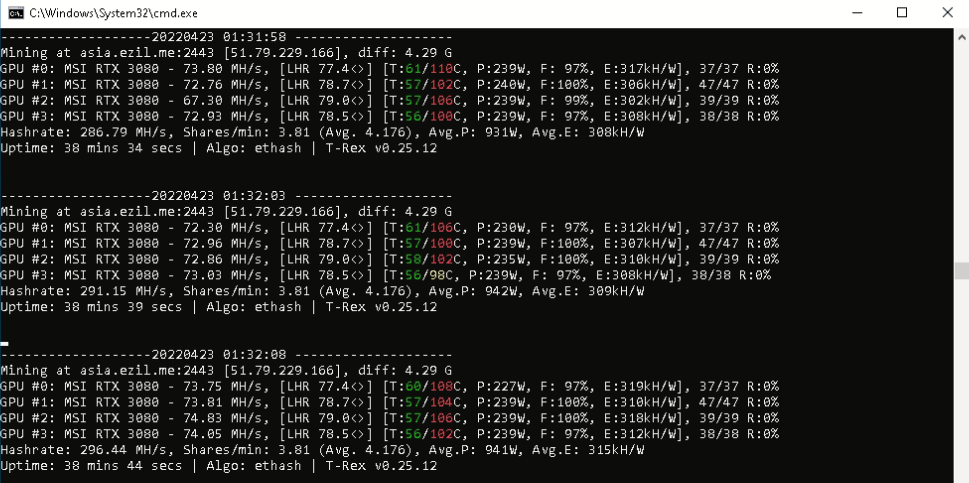 C:\Windows\System32\cmd.exe
-------------------20220423 01:31:58 --------------------
Mining at asia.ezil.me:2443 [51.79.229.166], diff: 4.29 G
GPU #0: MSI RTX 3080 - 73.80 MH/s, [LHR 77.4<>] [T:61/110C, P:239W, F: 97%, E:317kH/W], 37/37 R:0%
GPU #1: MSI RTX 3080 - 72.76 MH/s, [LHR 78.7<>] [T:57/102C, P:240W, F:100%, E:306kH/W], 47/47 R:0%
GPU #2: MSI RTX 3080 - 67.30 MH/s, [LHR 79.0<>] [T:57/106C, P:239W, F: 99%, E:302kH/W], 39/39 R:0%
GPU #3: MSI RTX 3080 - 72.93 MH/s, [LHR 78.5<>] [T:56/100C, P:239W, F: 97%, E:308kH/W], 38/38 R:0%
Hashrate: 286.79 MH/s, Shares/min: 3.81 (Avg. 4.176), Avg.P: 931W, Avg.E: 308kH/W
Uptime: 38 mins 34 secs | Algo: ethash | T-Rex v0.25.12
-------------------20220423 01:32:03 --------------------
Mining at asia.ezil.me:2443 [51.79.229.166], diff: 4.29 G
GPU #0: MSI RTX 3080 - 72.30 MH/s, [LHR 77.4<>] [T:61/106C, P:230W, F: 97%, E:312kH/W], 37/37 R:0%
GPU #1: MSI RTX 3080 - 72.96 MH/s, [LHR 78.7<>] [T:57/100C, P:239W, F:100%, E:307kH/W], 47/47 R:0%
GPU #2: MSI RTX 3080 - 72.86 MH/s, [LHR 79.0<>] [T:58/102C, P:235W, F:100%, E:310kH/W], 39/39 R:0%
GPU #3: MSI RTX 3080 - 73.03 MH/s, [LHR 78.5<>] [T:56/98C, P:239W, F: 97%, E:308kH/W], 38/38 R:0%
Hashrate: 291.15 MH/s, Shares/min: 3.81 (Avg. 4.176), Avg.P: 942W, Avg.E: 309kH/W
Uptime: 38 mins 39 secs | Algo: ethash | T-Rex v0.25.12
-------------------20220423 01:32:08 --------------------
Mining at asia.ezil.me:2443 [51.79.229.166], diff: 4.29 G
GPU #0: MSI RTX 3080 - 73.75 MH/s, [LHR 77.4<>] [T:60/108C, P:227W, F: 97%, E:319kH/W], 37/37 R:0%
GPU #1: MSI RTX 3080 - 73.81 MH/s, [LHR 78.7<>] [T:57/104C, P:239W, F:100%, E:310kH/W], 47/47 R:0%
GPU #2: MSI RTX 3080 - 74.83 MH/s, [LHR 79.0<>] [T:57/106C, P:239W, F:100%, E:318kH/W], 39/39 R:0%
GPU #3: MSI RTX 3080 - 74.05 MH/s, [LHR 78.5<>] [T:56/102C, P:239W, F: 97%, E:312kH/W], 38/38 R:0%
Hashrate: 296.44 MH/s, Shares/min: 3.81 (Avg. 4.176), Avg.P: 941W, Avg.E: 315kH/W
Uptime: 38 mins 44 secs | Algo: ethash | T-Rex v0.25.12